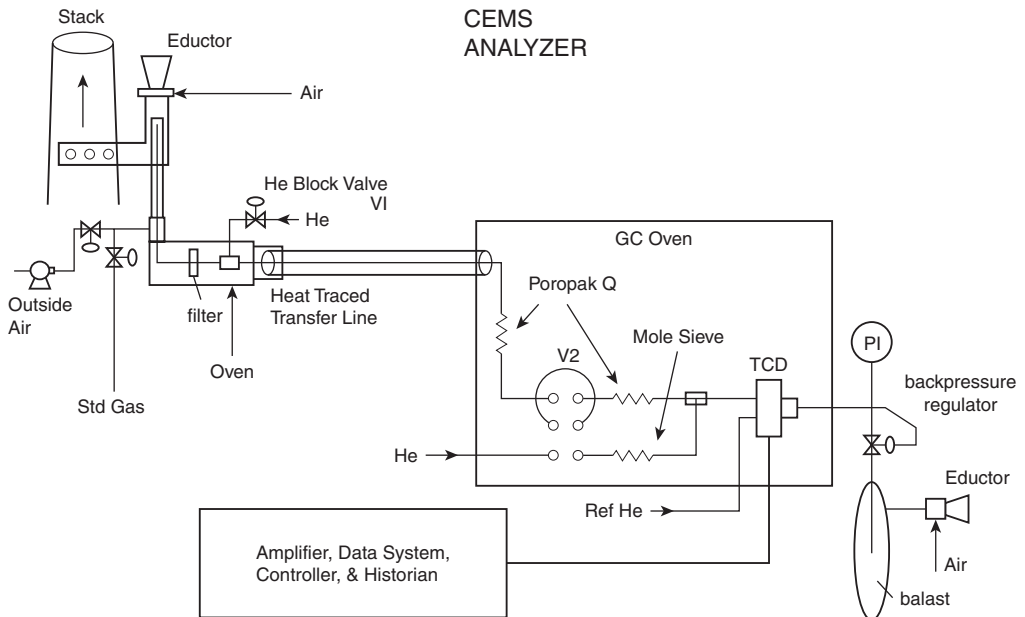 CEMS
ANALYZER
Stack
Eductor
Air
He Block Valve
VI
He
GC Oven
Outside
Air
filter
Heat Traced
Transfer Line
Oven
Std Gas
Poropak Q
Mole Sieve
V2
TCD
PI
backpressure
regulator
He
Ref He
Eductor
Air
balast
Amplifier, Data System,
Controller, & Historian